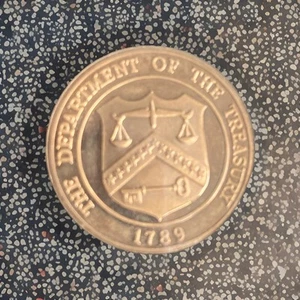 THE DEPARTMENT OF THE TREASURY
1789